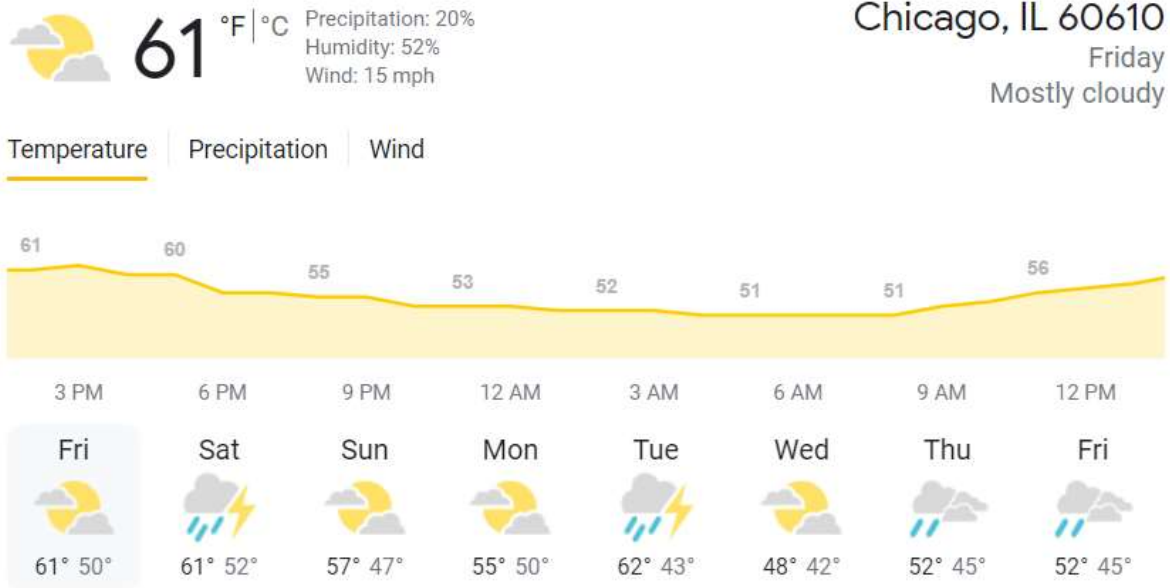 61 °F|°C
Precipitation: 20%
Humidity: 52%
Wind: 15 mph
Chicago, IL 60610
Friday
Mostly cloudy
Temperature Precipitation Wind
61 60 55 53 52 51 51 56
3 PM 6 PM 9 PM 12 AM 3 AM 6 AM 9 AM 12 PM
Fri Sat Sun Mon Tue Wed Thu Fri
61° 50° 61° 52° 57° 47° 55° 50° 62° 43° 48° 42° 52° 45° 52° 45°